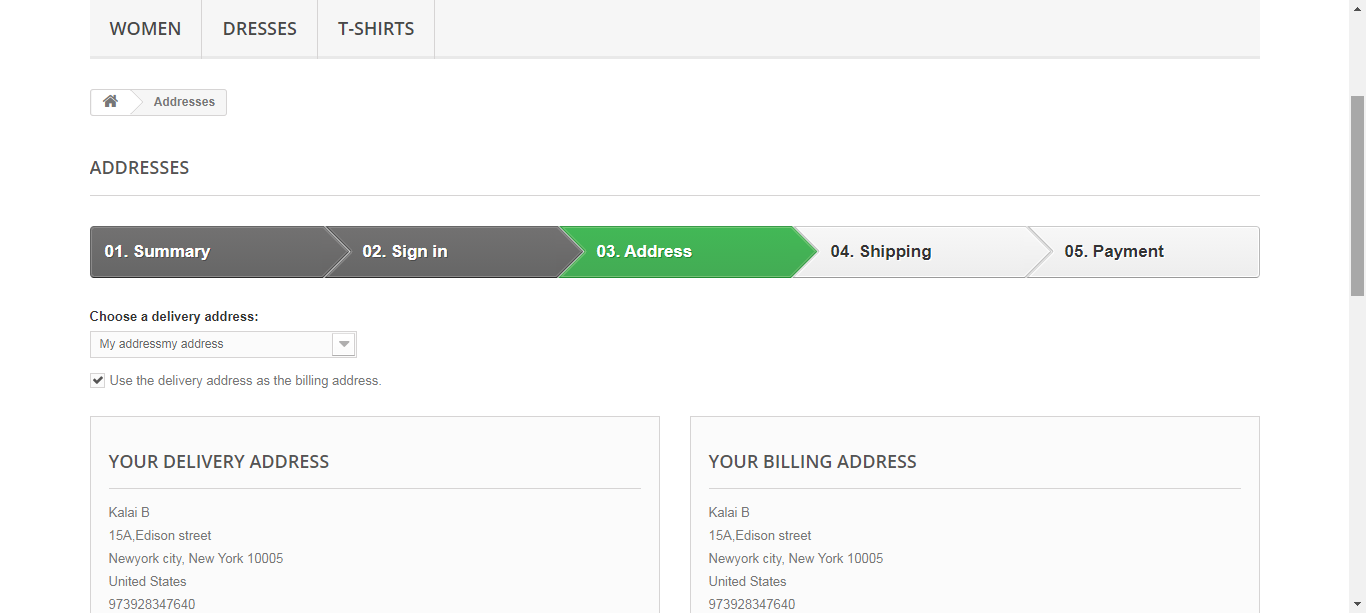 WOMEN DRESSES T-SHIRTS
Addresses
ADDRESSES
01. Summary 02. Sign in 03. Address 04. Shipping 05. Payment
Choose a delivery address:
My addressmy address
Use the delivery address as the billing address.
YOUR DELIVERY ADDRESS
Kalai B
15A,Edison street
Newyork city, New York 10005
United States
973928347640
YOUR BILLING ADDRESS
Kalai B
15A,Edison street
Newyork city, New York 10005
United States
973928347640